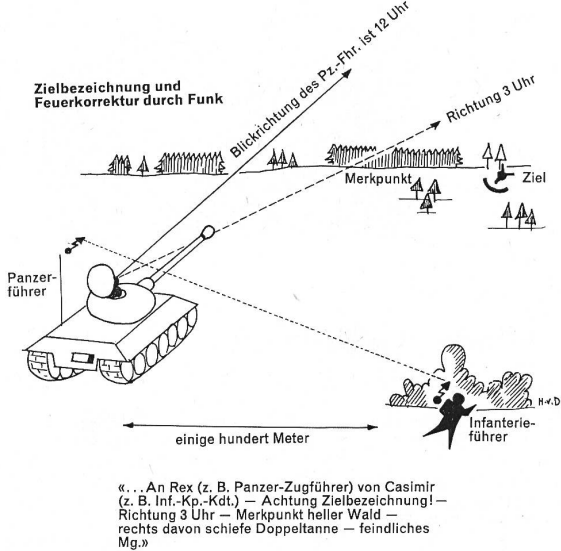 Zielbezeichnung und
Feuerkorrektur durch Funk
Blickrichtung des Pz.-Fhr. ist 12 Uhr
Richtung 3 Uhr
Merkpunkt
Ziel
Panzer-
führer
H.v.D
Infanterie-
führer
einige hundert Meter
«...An Rex (z. B. Panzer-Zugführer) von Casimir
(z. B. Inf.-Kp.-Kdt.) — Achtung Zielbezeichnung! —
Richtung 3 Uhr — Merkpunkt heller Wald —
rechts davon schiefe Doppeltanne — feindliches
Mg.»